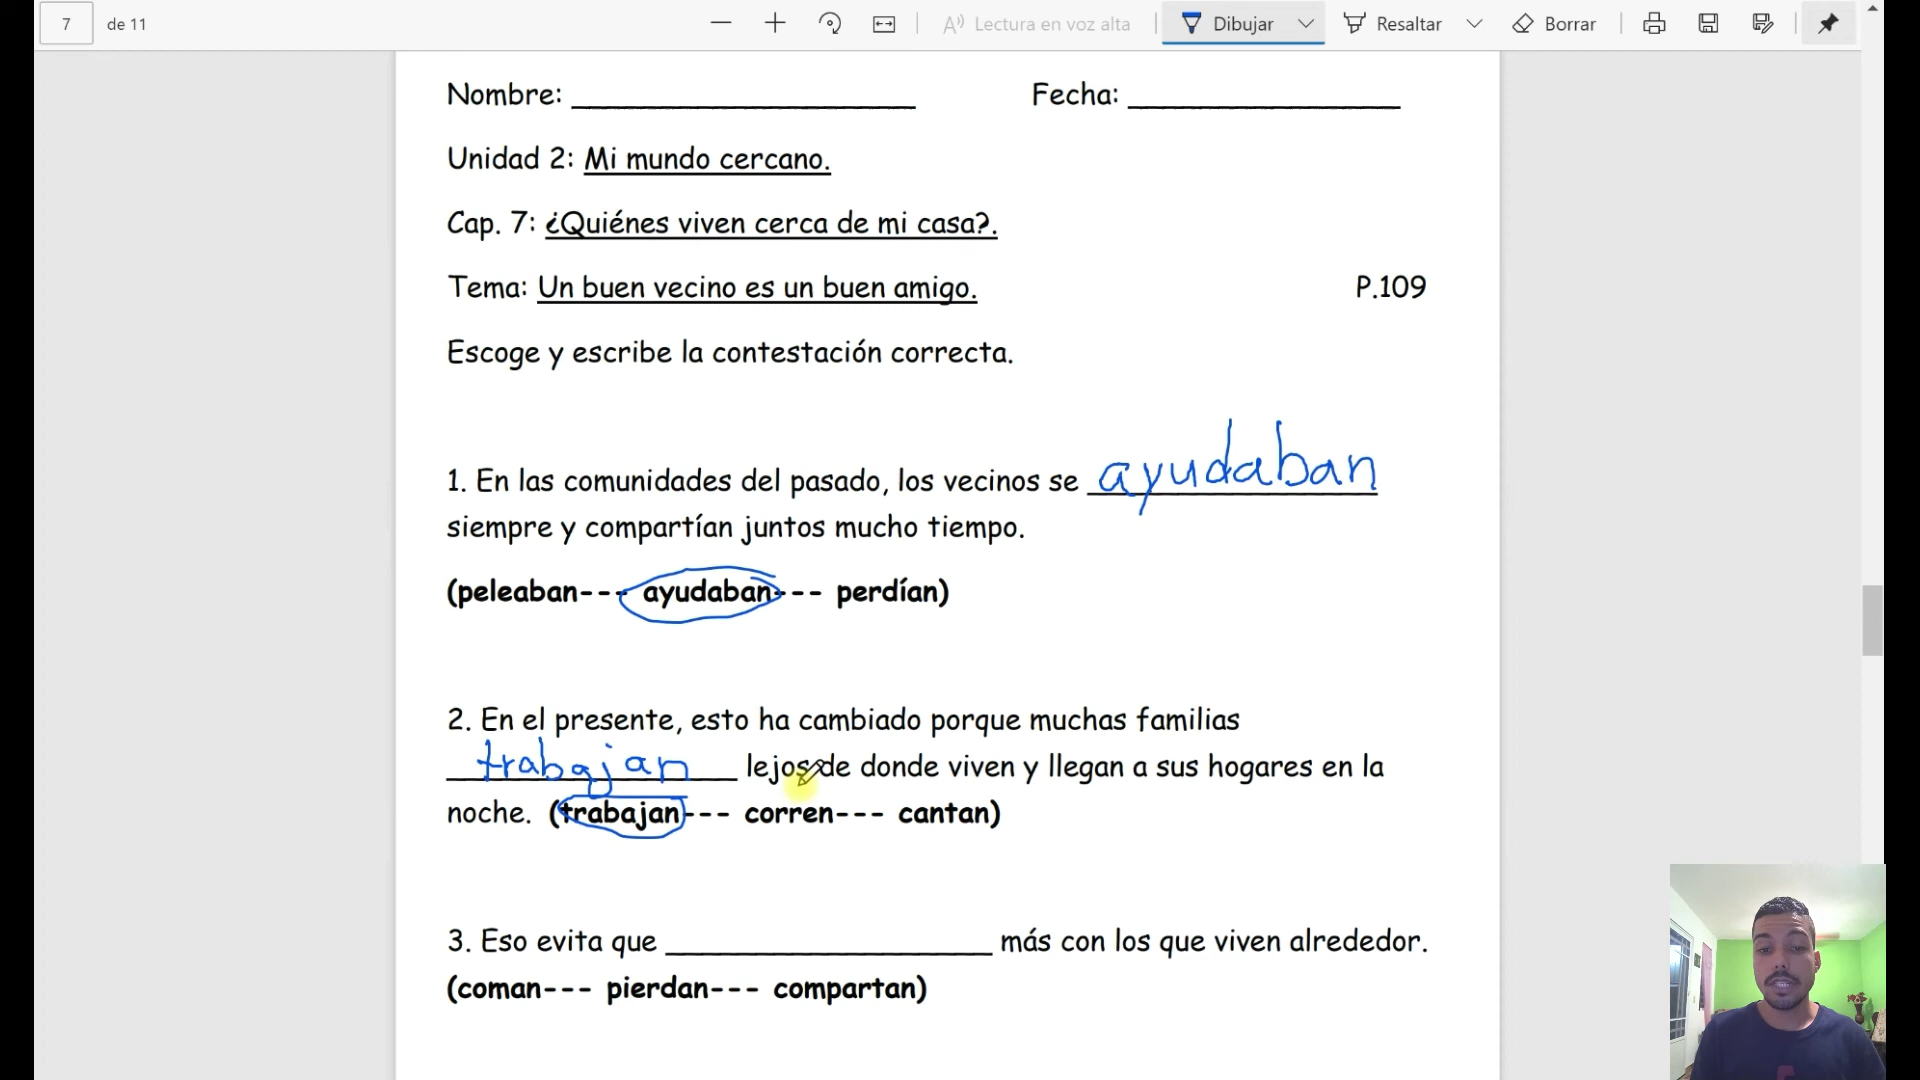 7 de 11 Lectura en voz alta Dibujar Resaltar Borrar
Nombre: ____________________ Fecha: ________________
Unidad 2: Mi mundo cercano.
Cap. 7: ¿Quiénes viven cerca de mi casa?.
Tema: Un buen vecino es un buen amigo. P.109
Escoge y escribe la contestación correcta.
1. En las comunidades del pasado, los vecinos se ayudaban
siempre y compartían juntos mucho tiempo.
(peleaban--- ayudaban--- perdían)
2. En el presente, esto ha cambiado porque muchas familias
trabajan lejos de donde viven y llegan a sus hogares en la
noche. (trabajan--- corren--- cantan)
3. Eso evita que ___________________ más con los que viven alrededor.
(coman--- pierdan--- compartan)